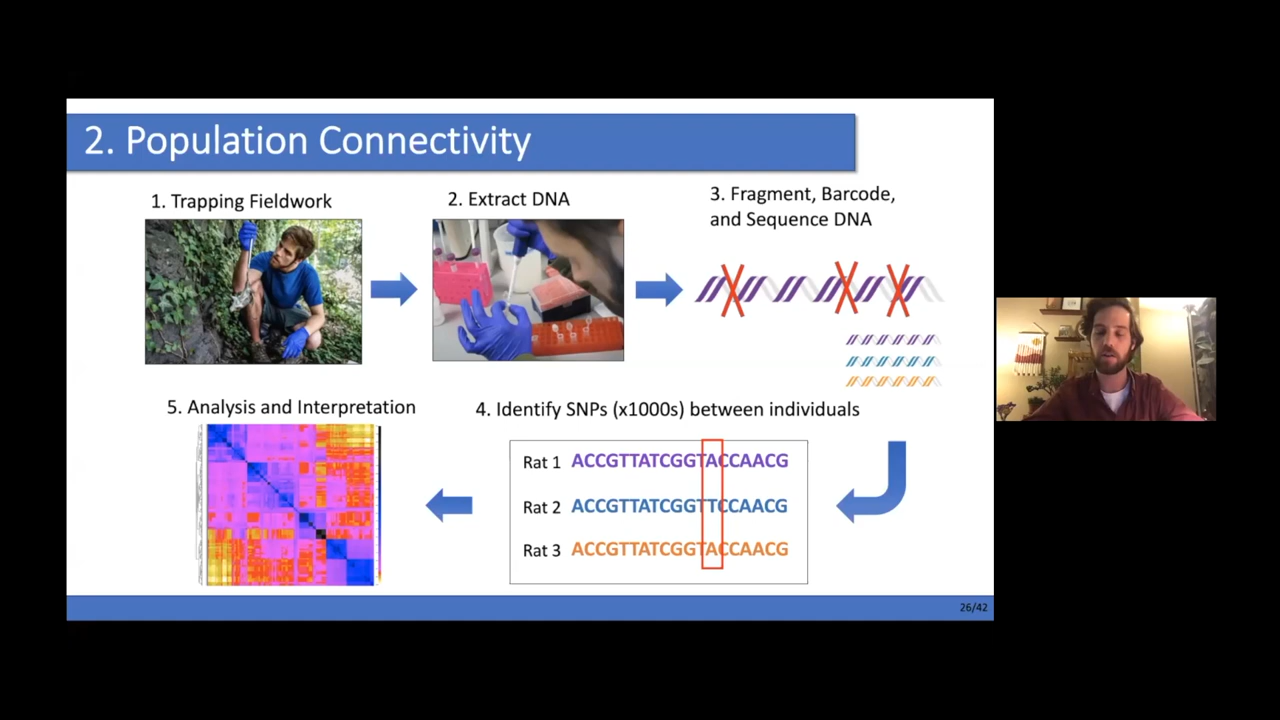 2. Population Connectivity
1. Trapping Fieldwork
2. Extract DNA
3. Fragment, Barcode,
and Sequence DNA
5. Analysis and Interpretation
4. Identify SNPs (x1000s) between individuals
Rat 1 ACCGTTATCGGTACCAACG
Rat 2 ACCGTTATCGGTTCCAACG
Rat 3 ACCGTTATCGGTACCAACG
26/42